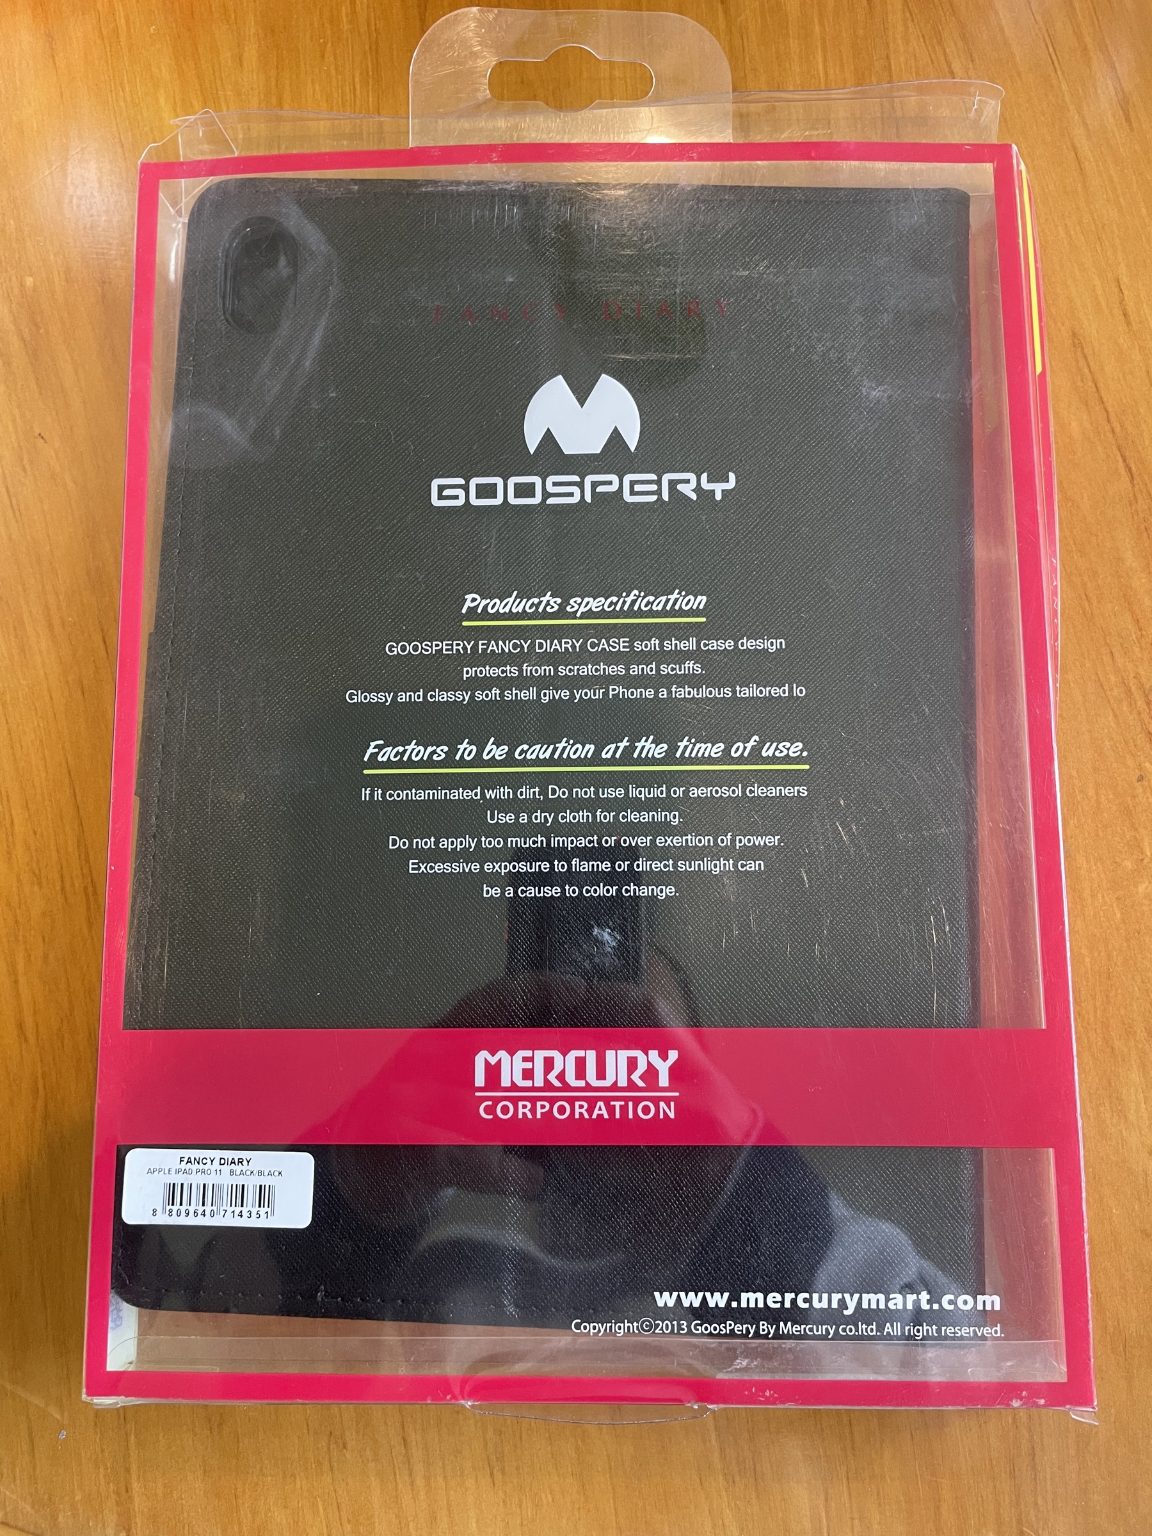 FANCY DIARY
GOOSPERY
Products specification
GOOSPERY FANCY DIARY CASE soft shell case design
protects from scratches and scuffs.
Glossy and classy soft shell give your Phone a fabulous tailored lo
Factors to be caution at the time of use.
If it contaminated with dirt, Do not use liquid or aerosol cleaners
Use a dry cloth for cleaning.
Do not apply too much impact or over exertion of power.
Excessive exposure to flame or direct sunlight can
be a cause to color change.
MERCURY
CORPORATION
FANCY DIARY
APPLE IPAD PRO 11 BLACK/BLACK
8 809640 714351
www.mercurymart.com
Copyright©2013 GoosPery By Mercury co.ltd. All right reserved.